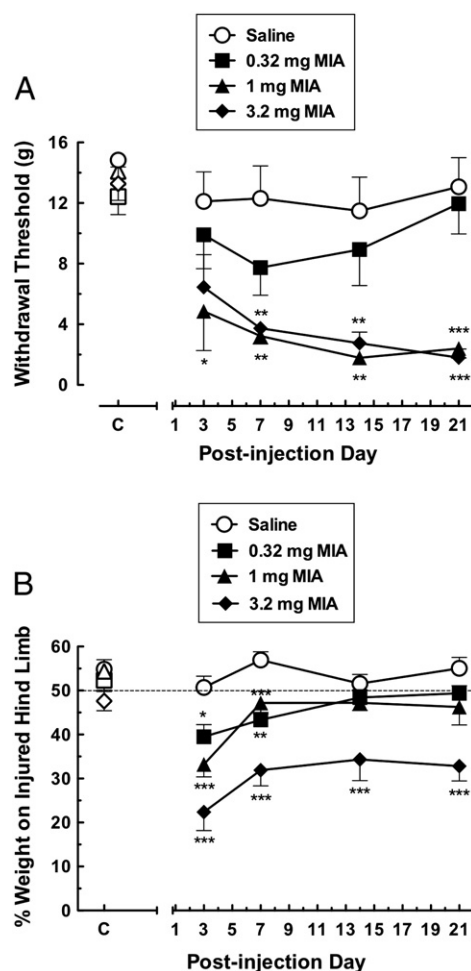 Saline
0.32 mg MIA
1 mg MIA
3.2 mg MIA
A
Withdrawal Threshold (g)
16
12
8
4
0
** ** ***
* ** ** ***
C 1 3 5 7 9 11 13 15 17 19 21
Post-injection Day
Saline
0.32 mg MIA
1 mg MIA
3.2 mg MIA
B
% Weight on Injured Hind Limb
60
50
40
30
20
10
0
***
*
**
***
*** ***
***
C 1 3 5 7 9 11 13 15 17 19 21
Post-injection Day